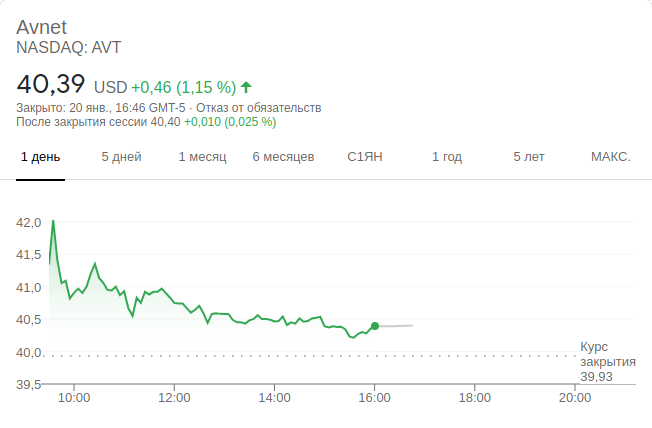 Avnet
NASDAQ: AVT
40,39 USD +0,46 (1,15 %)
Закрыто: 20 янв., 16:46 GMT-5 · Отказ от обязательств
После закрытия сессии 40,40 +0,010 (0,025 %)
1 день 5 дней 1 месяц 6 месяцев С1ЯН 1 год 5 лет МАКС.
42,0
41,5
41,0
40,5
40,0
39,5
Курс
закрытия
39,93
10:00 12:00 14:00 16:00 18:00 20:00